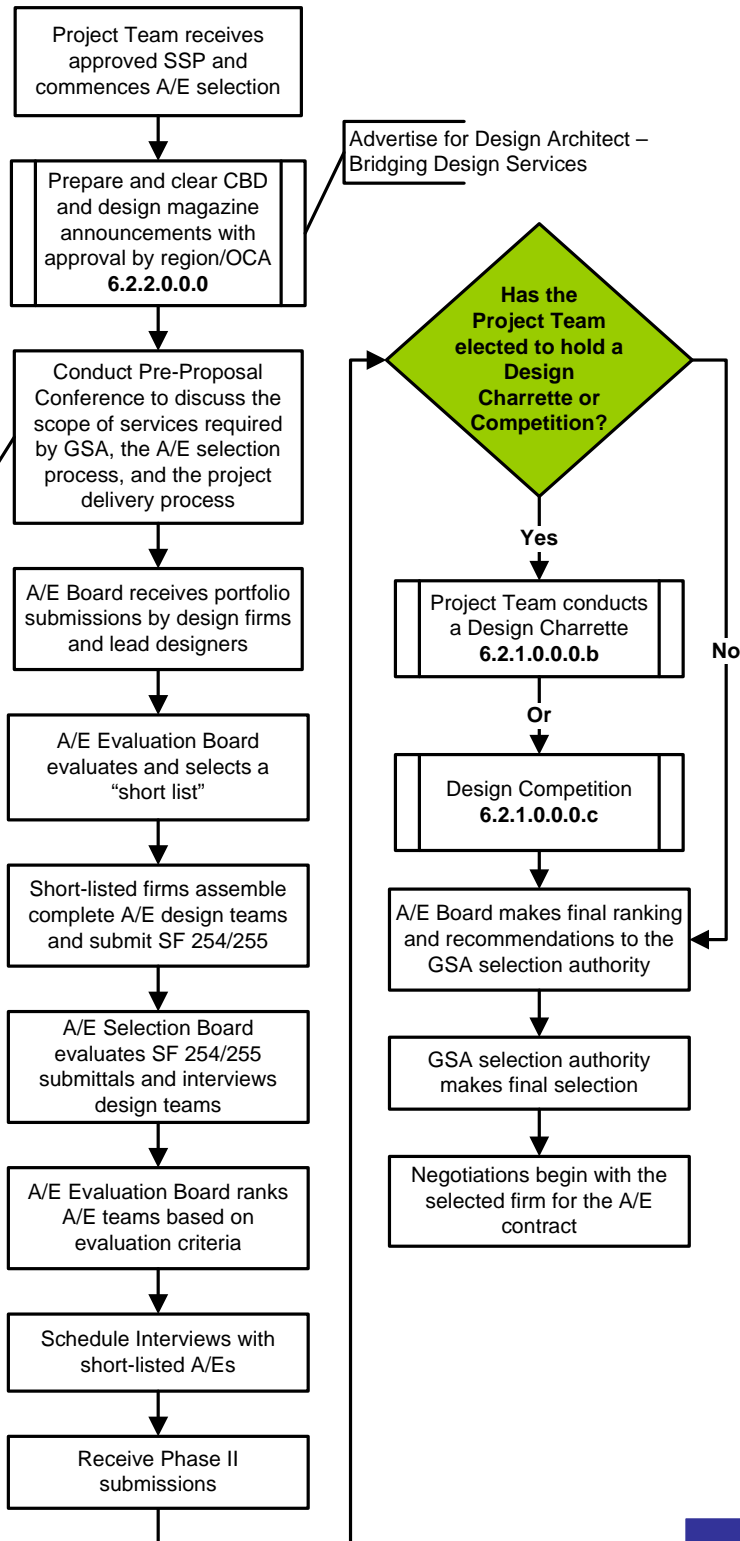 Project Team receives
approved SSP and
commences A/E selection
Advertise for Design Architect –
Bridging Design Services
Prepare and clear CBD
and design magazine
announcements with
approval by region/OCA
6.2.2.0.0.0
Conduct Pre-Proposal
Conference to discuss the
scope of services required
by GSA, the A/E selection
process, and the project
delivery process
A/E Board receives portfolio
submissions by design firms
and lead designers
A/E Evaluation Board
evaluates and selects a
“short list”
Short-listed firms assemble
complete A/E design teams
and submit SF 254/255
A/E Selection Board
evaluates SF 254/255
submittals and interviews
design teams
A/E Evaluation Board ranks
A/E teams based on
evaluation criteria
Schedule Interviews with
short-listed A/Es
Receive Phase II
submissions
Has the
Project Team
elected to hold a
Design
Charrette or
Competition?
Yes
No
Project Team conducts
a Design Charrette
6.2.1.0.0.0.b
Or
Design Competition
6.2.1.0.0.0.c
A/E Board makes final ranking
and recommendations to the
GSA selection authority
GSA selection authority
makes final selection
Negotiations begin with the
selected firm for the A/E
contract